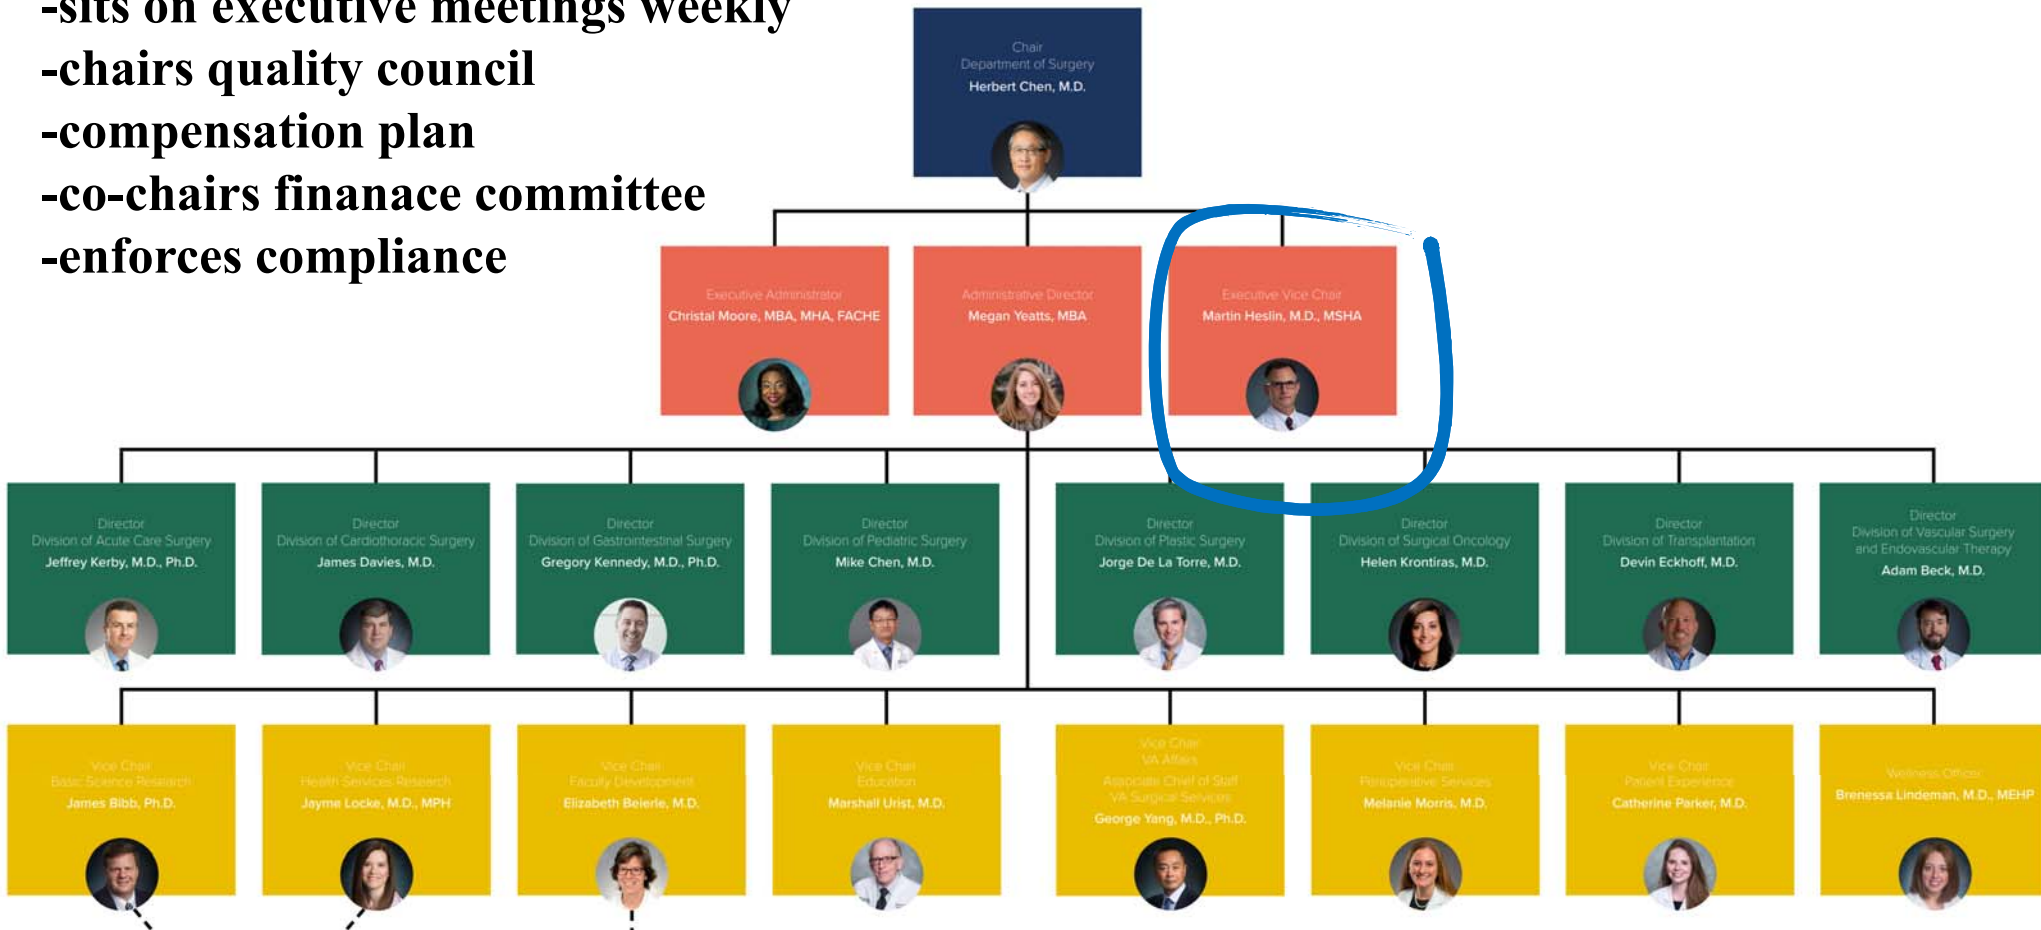 -sits on executive meetings weekly
-chairs quality council
-compensation plan
-co-chairs finanace committee
-enforces compliance
Chair
Department of Surgery
Herbert Chen, M.D.
Executive Administrator
Christal Moore, MBA, MHA, FACHE
Administrative Director
Megan Yeatts, MBA
Executive Vice Chair
Martin Heslin, M.D., MSHA
Director
Division of Acute Care Surgery
Jeffrey Kerby, M.D., Ph.D.
Director
Division of Cardiothoracic Surgery
James Davies, M.D.
Director
Division of Gastrointestinal Surgery
Gregory Kennedy, M.D., Ph.D.
Director
Division of Pediatric Surgery
Mike Chen, M.D.
Director
Division of Plastic Surgery
Jorge De La Torre, M.D.
Director
Division of Surgical Oncology
Helen Krontiras, M.D.
Director
Division of Transplantation
Devin Eckhoff, M.D.
Director
Division of Vascular Surgery
and Endovascular Therapy
Adam Beck, M.D.
Vice Chair
Basic Science Research
James Bibb, Ph.D.
Vice Chair
Health Services Research
Jayme Locke, M.D., MPH
Vice Chair
Faculty Development
Elizabeth Beierle, M.D.
Vice Chair
Education
Marshall Urist, M.D.
Vice Chair
VA Affairs
Associate Chief of Staff
VA Surgical Services
George Yang, M.D., Ph.D.
Vice Chair
Perioperative Services
Melanie Morris, M.D.
Vice Chair
Patient Experience
Catherine Parker, M.D.
Wellness Officer
Brenessa Lindeman, M.D., MEHP